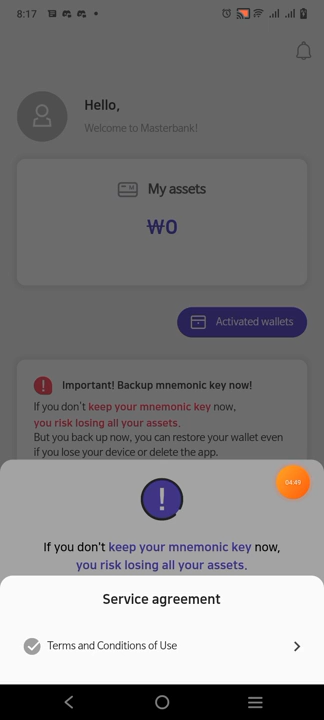 8:17
Hello,
Welcome to Masterbank!
My assets
₩0
Activated wallets
Important! Backup mnemonic key now!
If you don't keep your mnemonic key now,
you risk losing all your assets.
But you back up now, you can restore your wallet even
if you lose your device or delete the app.
04:49
If you don't keep your mnemonic key now,
you risk losing all your assets.
Service agreement
Terms and Conditions of Use